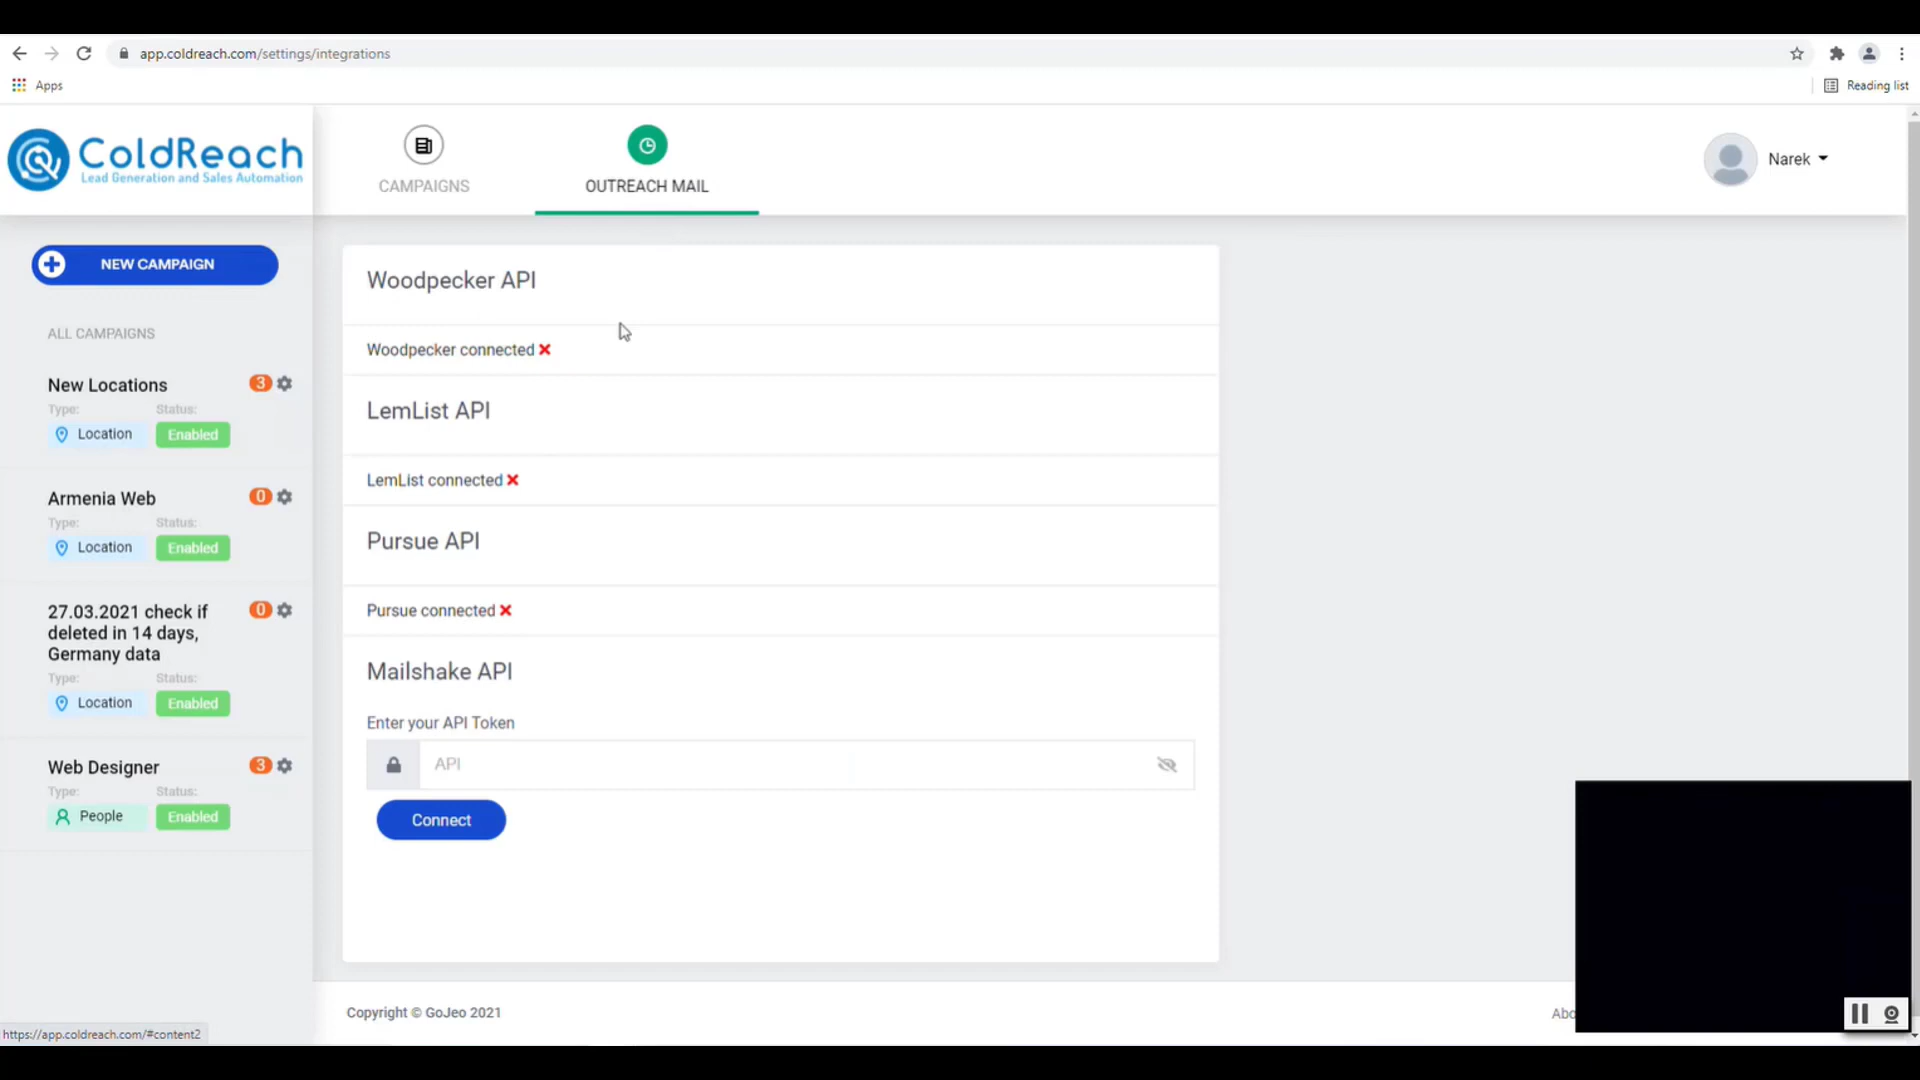 app.coldreach.com/settings/integrations
Apps
Reading list
ColdReach
Lead Generation and Sales Automation
CAMPAIGNS
OUTREACH MAIL
Narek
NEW CAMPAIGN
ALL CAMPAIGNS
New Locations
3
Type:
Status:
Location
Enabled
Armenia Web
0
Type:
Status:
Location
Enabled
27.03.2021 check if
deleted in 14 days,
Germany data
0
Type:
Status:
Location
Enabled
Web Designer
3
Type:
Status:
People
Enabled
Woodpecker API
Woodpecker connected
LemList API
LemList connected
Pursue API
Pursue connected
Mailshake API
Enter your API Token
API
Connect
Copyright © GoJeo 2021
https://app.coldreach.com/#content2